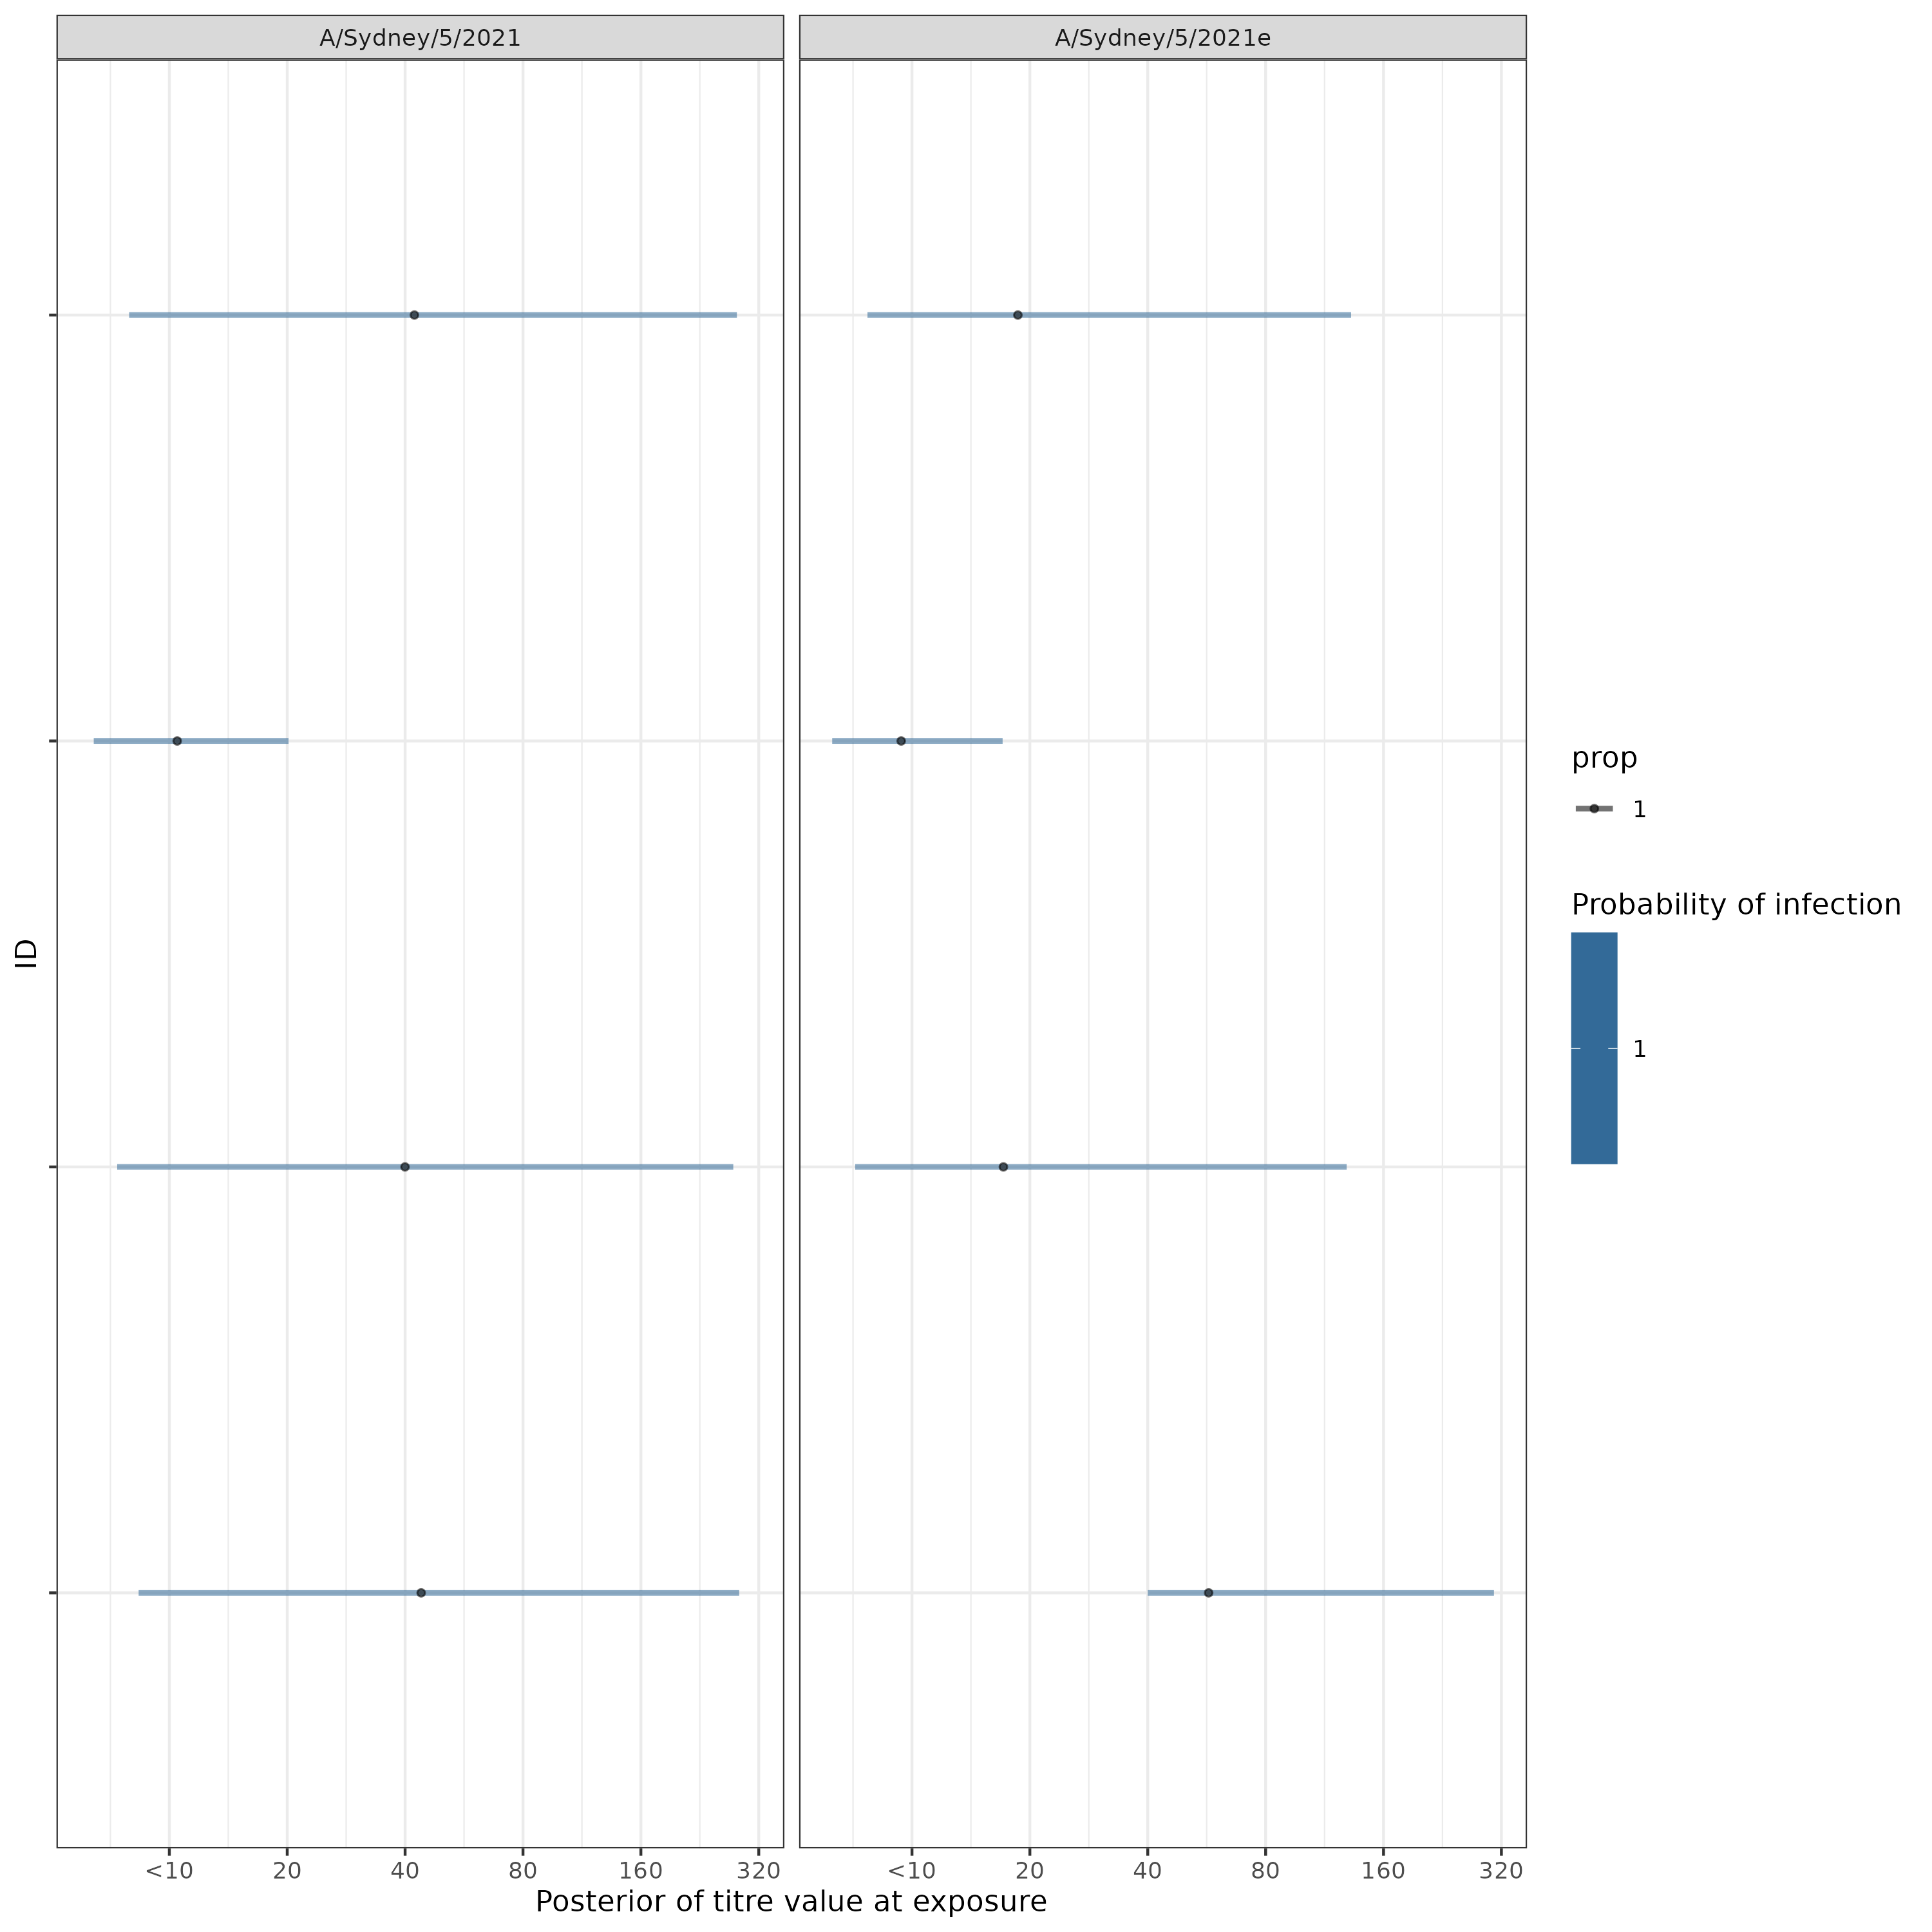 A/Sydney/5/2021
A/Sydney/5/2021e
ID
<10 20 40 80 160 320
<10 20 40 80 160 320
Posterior of titre value at exposure
prop
1
Probability of infection
1